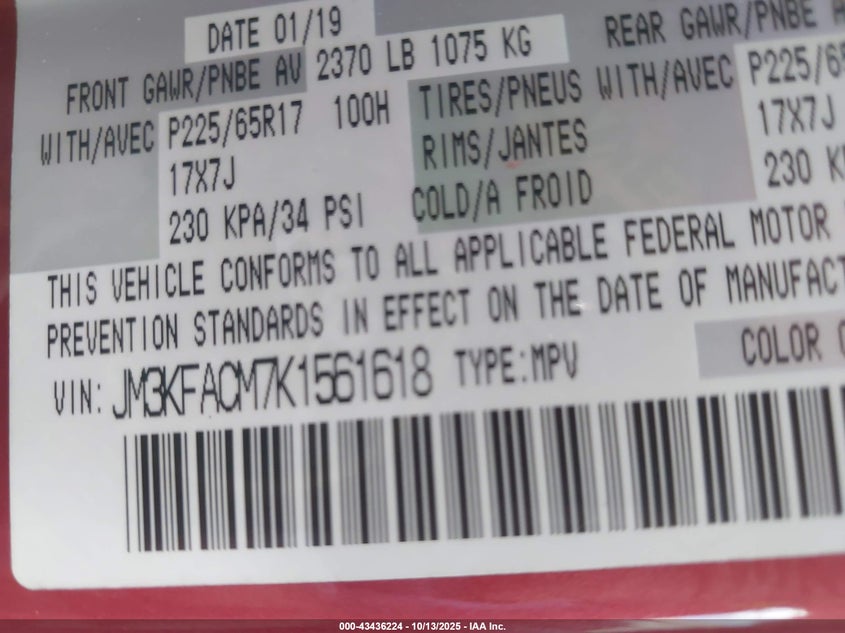 DATE 01/19
FRONT GAWR/PNBE AV 2370 LB 1075 KG REAR GAWR/PNBE
WITH/AVEC P225/65R17 100H TIRES/PNEUS WITH/AVEC P225/65
17X7J RIMS/JANTES 17X7J
230 KPA/34 PSI COLD/A FROID 230
THIS VEHICLE CONFORMS TO ALL APPLICABLE FEDERAL MOTOR
PREVENTION STANDARDS IN EFFECT ON THE DATE OF MANUFACT
VIN: JM3KFACM7K1561618 TYPE:MPV COLOR
000-43436224 - 10/13/2025 - IAA Inc.